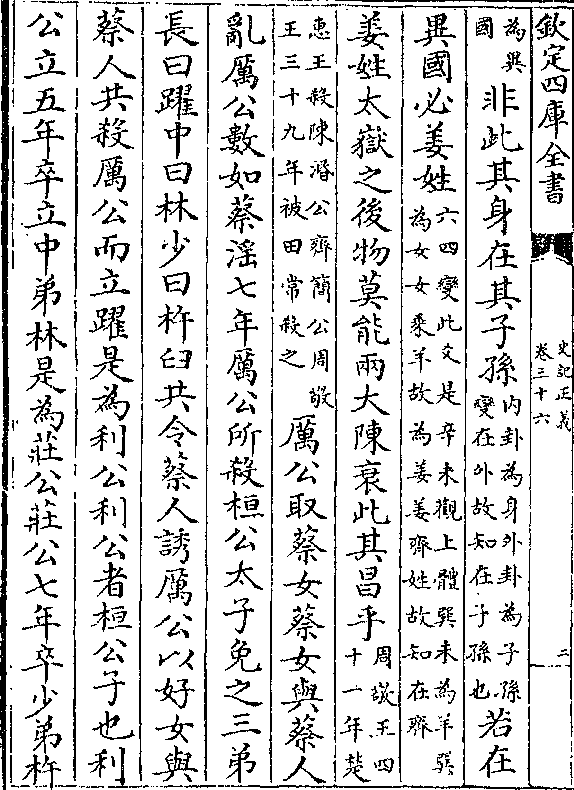 欽定四庫全書
史記正義
卷三十六
三
為異
國
非此其身在其子孫
内卦為身外卦為子孫
變在外故知在子孫也
若在
異國必姜姓
六四變此爻是辛未觀上體巽未為羊巽
為女女乗羊故為姜姜齊姓故知在齊
姜姓太嶽之後物莫能兩大陳衰此其昌乎
周敬王四
十一年楚
惠王殺陳湣公齊簡公周敬
王三十九年被田常殺之
厲公取蔡女蔡女與蔡人
亂厲公數如蔡淫七年厲公所殺桓公太子免之三弟
長曰躍中曰林少曰杵臼共令蔡人誘厲公以好女與
蔡人共殺厲公而立躍是為利公利公者桓公子也利
公立五年卒立中弟林是為莊公莊公七年卒少弟杵